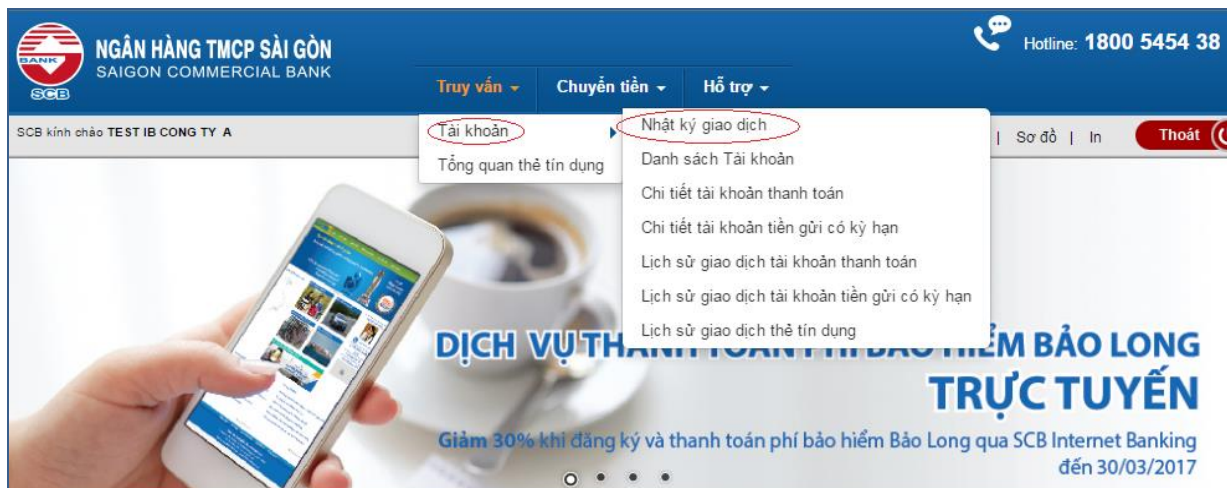 BANK
SCB
NGÂN HÀNG TMCP SÀI GÒN
SAIGON COMMERCIAL BANK
Hotline: 1800 5454 38
Truy vấn Chuyển tiền Hỗ trợ
SCB kính chào TEST IB CONG TY A
| Sơ đồ | In Thoát
Tài khoản
Tổng quan thẻ tín dụng
Nhật ký giao dịch
Danh sách Tài khoản
Chi tiết tài khoản thanh toán
Chi tiết tài khoản tiền gửi có kỳ hạn
Lịch sử giao dịch tài khoản thanh toán
Lịch sử giao dịch tài khoản tiền gửi có kỳ hạn
Lịch sử giao dịch thẻ tín dụng
DỊCH VỤ THANH TOÁN PHÍ BẢO HIỂM BẢO LONG
TRỰC TUYẾN
Giảm 30% khi đăng ký và thanh toán phí bảo hiểm Bảo Long qua SCB Internet Banking
đến 30/03/2017